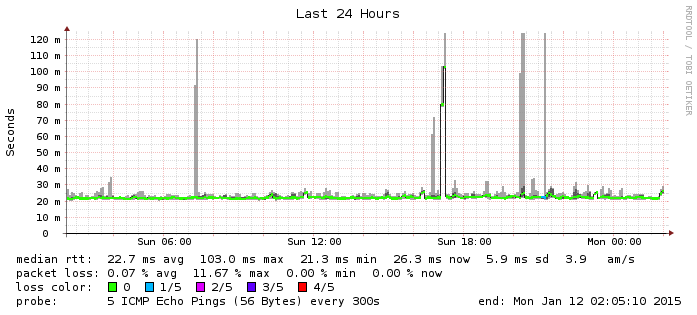 Last 24 Hours
RRDTOOL / TOBI OETIKER
Seconds
120 m
110 m
100 m
90 m
80 m
70 m
60 m
50 m
40 m
30 m
20 m
10 m
0
Sun 06:00 Sun 12:00 Sun 18:00 Mon 00:00
median rtt: 22.7 ms avg 103.0 ms max 21.3 ms min 26.3 ms now 5.9 ms sd 3.9 am/s
packet loss: 0.07 % avg 11.67 % max 0.00 % min 0.00 % now
loss color: 0 1/5 2/5 3/5 4/5
probe: 5 ICMP Echo Pings (56 Bytes) every 300s end: Mon Jan 12 02:05:10 2015